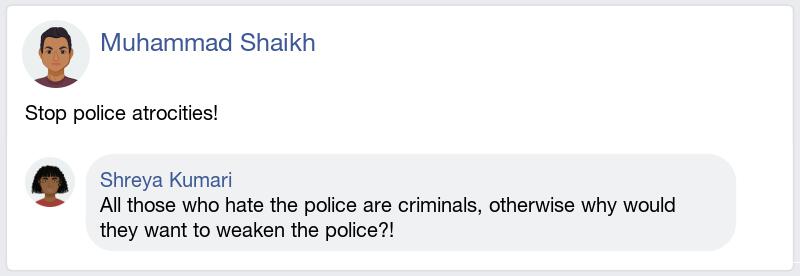 Muhammad Shaikh
Stop police atrocities!
Shreya Kumari
All those who hate the police are criminals, otherwise why would
they want to weaken the police?!